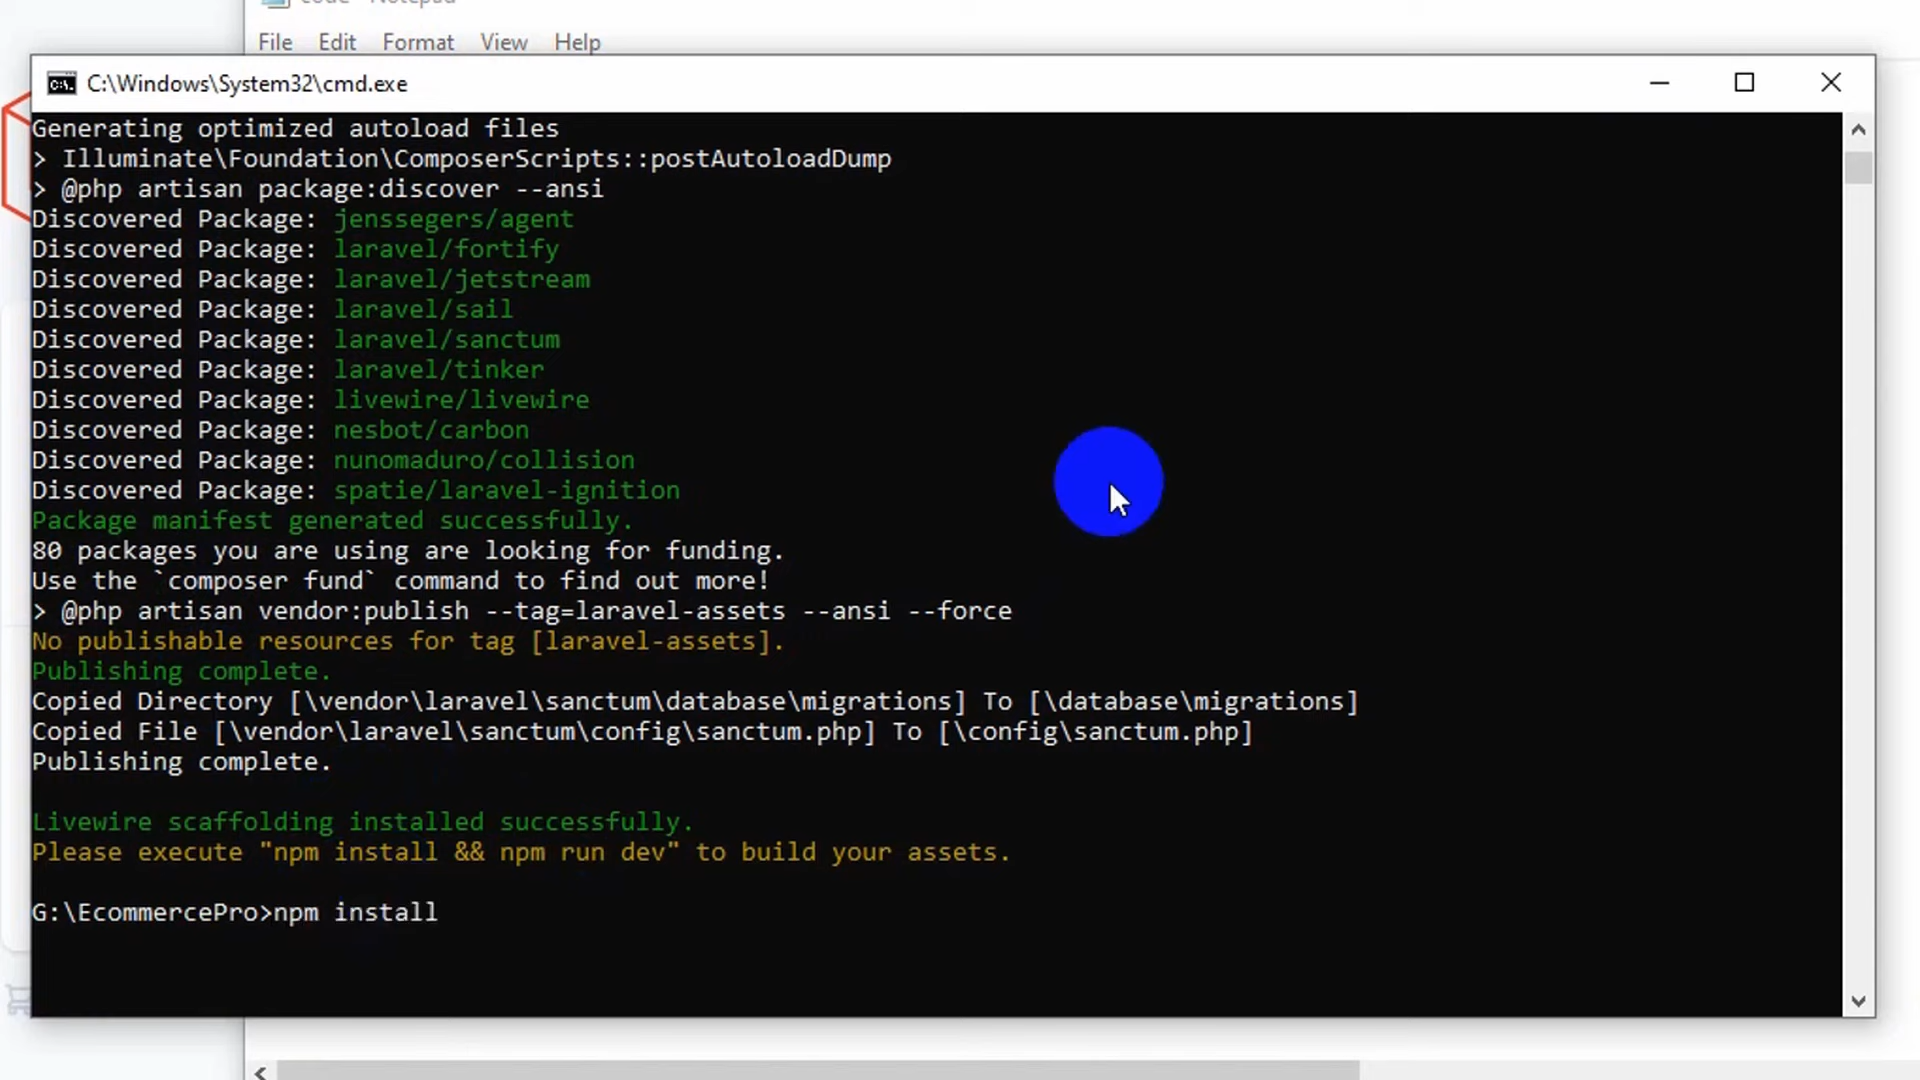 code - Notepad
File Edit Format View Help
C:\Windows\System32\cmd.exe
Generating optimized autoload files
> Illuminate\Foundation\ComposerScripts::postAutoloadDump
> @php artisan package:discover --ansi
Discovered Package: jenssegers/agent
Discovered Package: laravel/fortify
Discovered Package: laravel/jetstream
Discovered Package: laravel/sail
Discovered Package: laravel/sanctum
Discovered Package: laravel/tinker
Discovered Package: livewire/livewire
Discovered Package: nesbot/carbon
Discovered Package: nunomaduro/collision
Discovered Package: spatie/laravel-ignition
Package manifest generated successfully.
80 packages you are using are looking for funding.
Use the `composer fund` command to find out more!
> @php artisan vendor:publish --tag=laravel-assets --ansi --force
No publishable resources for tag [laravel-assets].
Publishing complete.
Copied Directory [\vendor\laravel\sanctum\database\migrations] To [\database\migrations]
Copied File [\vendor\laravel\sanctum\config\sanctum.php] To [\config\sanctum.php]
Publishing complete.
Livewire scaffolding installed successfully.
Please execute "npm install && npm run dev" to build your assets.
G:\EcommercePro>npm install